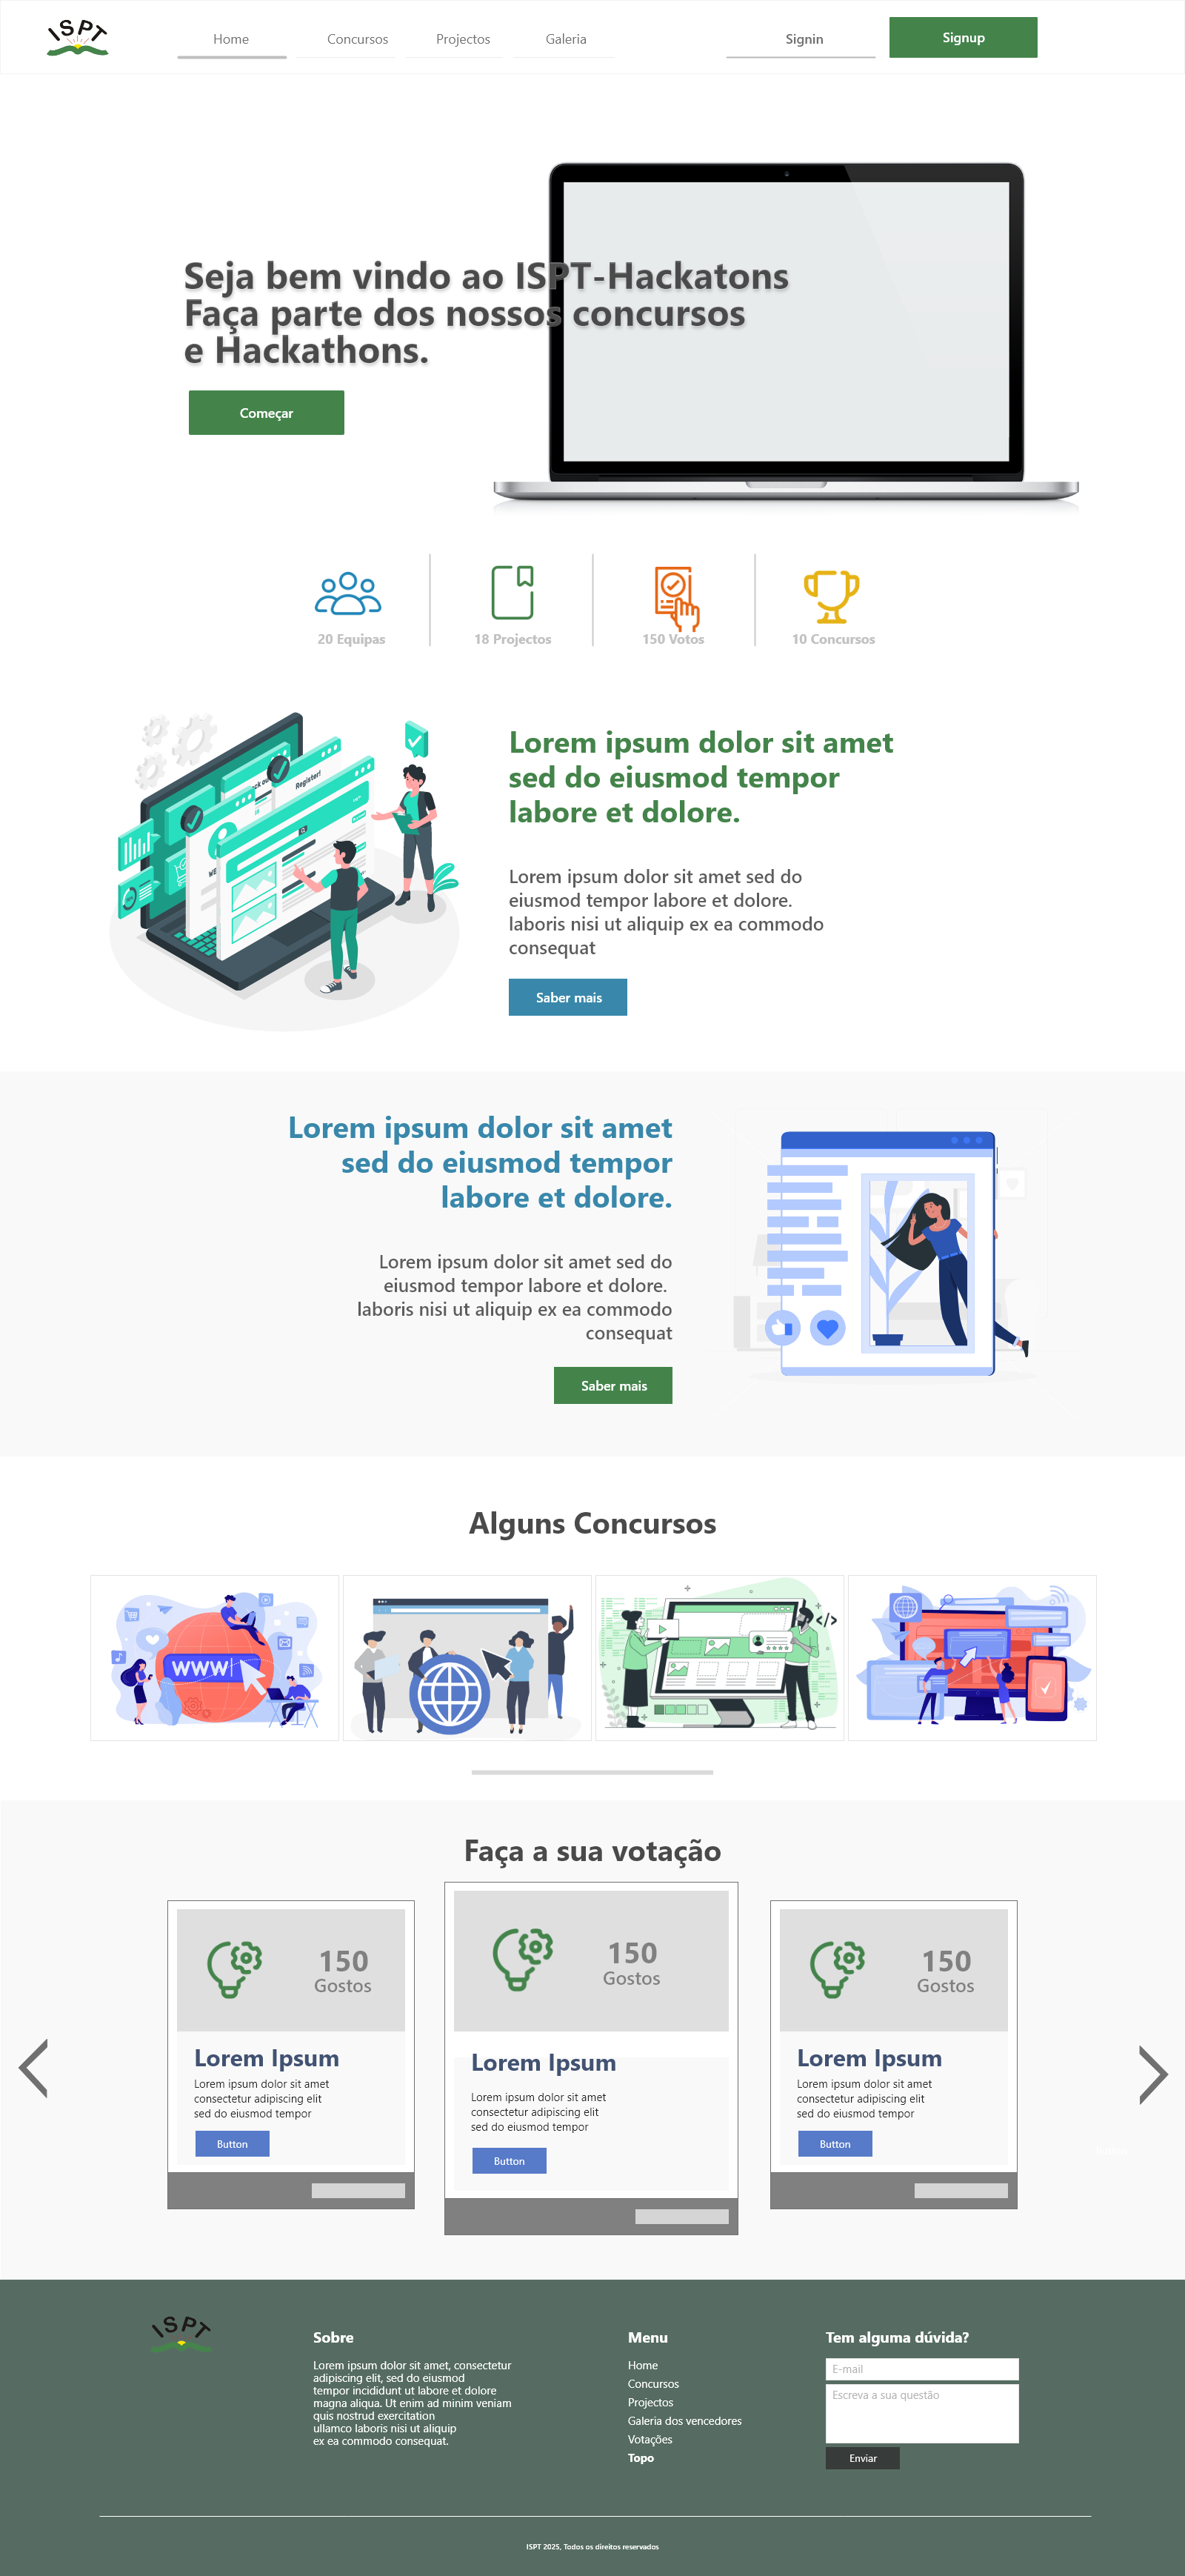 ISPT
Home
Concursos
Projectos
Galeria
Signin
Signup
Seja bem vindo ao ISPT-Hackatons
Faça parte dos nossos concursos
e Hackathons.
Começar
20 Equipas
18 Projectos
150 Votos
10 Concursos
Register!
Lorem ipsum dolor sit amet
sed do eiusmod tempor
labore et dolore.
Lorem ipsum dolor sit amet sed do
eiusmod tempor labore et dolore.
laboris nisi ut aliquip ex ea commodo
consequat
Saber mais
Lorem ipsum dolor sit amet
sed do eiusmod tempor
labore et dolore.
Lorem ipsum dolor sit amet sed do
eiusmod tempor labore et dolore.
laboris nisi ut aliquip ex ea commodo
consequat
Saber mais
Alguns Concursos
WWW
</>
Faça a sua votação
150
Gostos
Lorem Ipsum
Lorem ipsum dolor sit amet
consectetur adipiscing elit
sed do eiusmod tempor
Button
150
Gostos
Lorem Ipsum
Lorem ipsum dolor sit amet
consectetur adipiscing elit
sed do eiusmod tempor
Button
150
Gostos
Lorem Ipsum
Lorem ipsum dolor sit amet
consectetur adipiscing elit
sed do eiusmod tempor
Button
ISPT
Sobre
Lorem ipsum dolor sit amet, consectetur
adipiscing elit, sed do eiusmod
tempor incididunt ut labore et dolore
magna aliqua. Ut enim ad minim veniam
quis nostrud exercitation
ullamco laboris nisi ut aliquip
ex ea commodo consequat.
Menu
Home
Concursos
Projectos
Galeria dos vencedores
Votações
Topo
Tem alguma dúvida?
E-mail
Escreva a sua questão
Enviar
ISPT 2025, Todos os direitos reservados